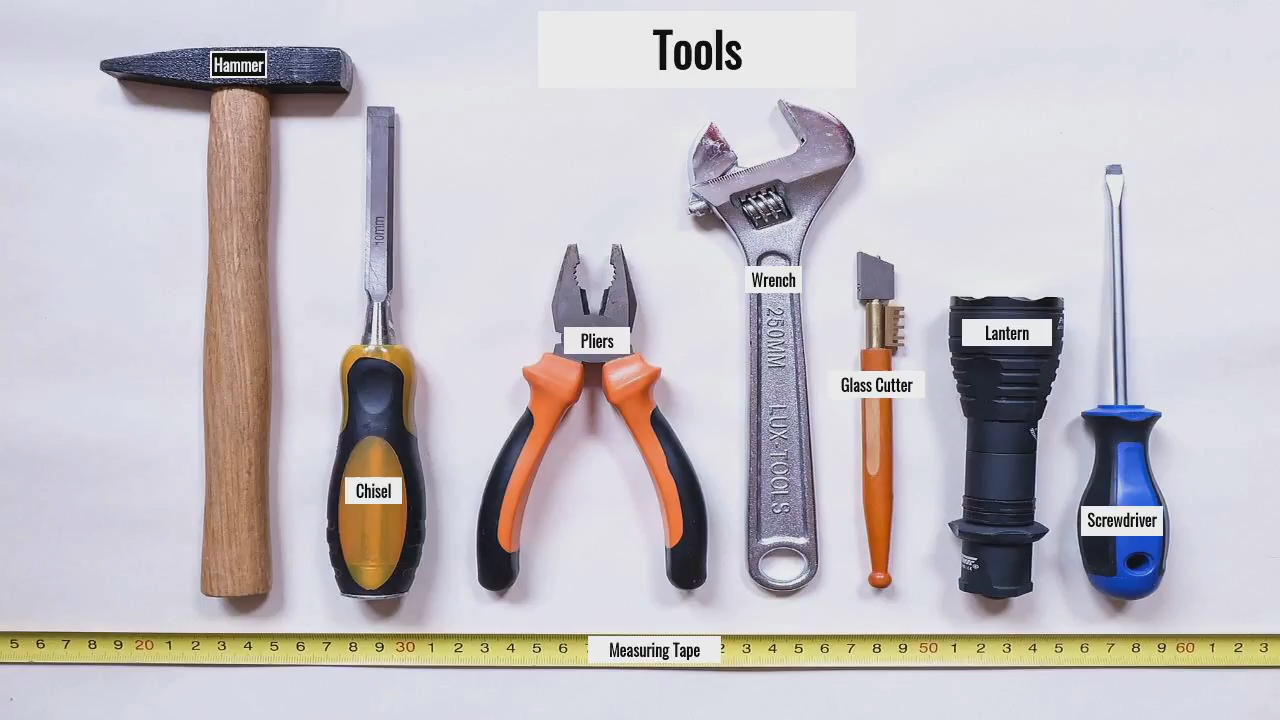 Tools
Hammer
10mm
Wrench
250MM LUX-TOOLS
Pliers
Lantern
Glass Cutter
Chisel
Screwdriver
5 6 7 8 9 20 1 2 3 4 5 6 7 8 9 30 1 2 3 4 5 6 7
Measuring Tape
2 3 4 5 6 7 8 9 50 1 2 3 4 5 6 7 8 9 60 1 2 3